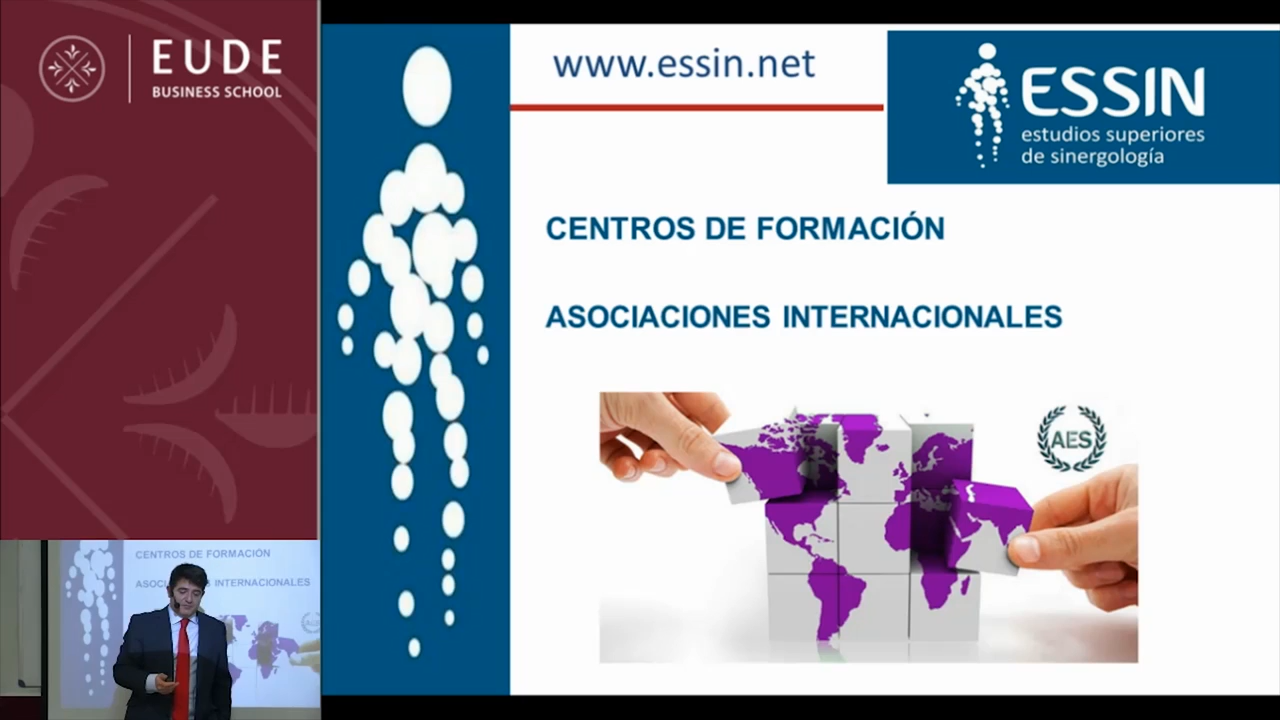 EUDE
BUSINESS SCHOOL
www.essin.net
ESSIN
estudios superiores
de sinergología
CENTROS DE FORMACIÓN
ASOCIACIONES INTERNACIONALES
AES
CENTROS DE FORMACIÓN
INTERNACIONALES